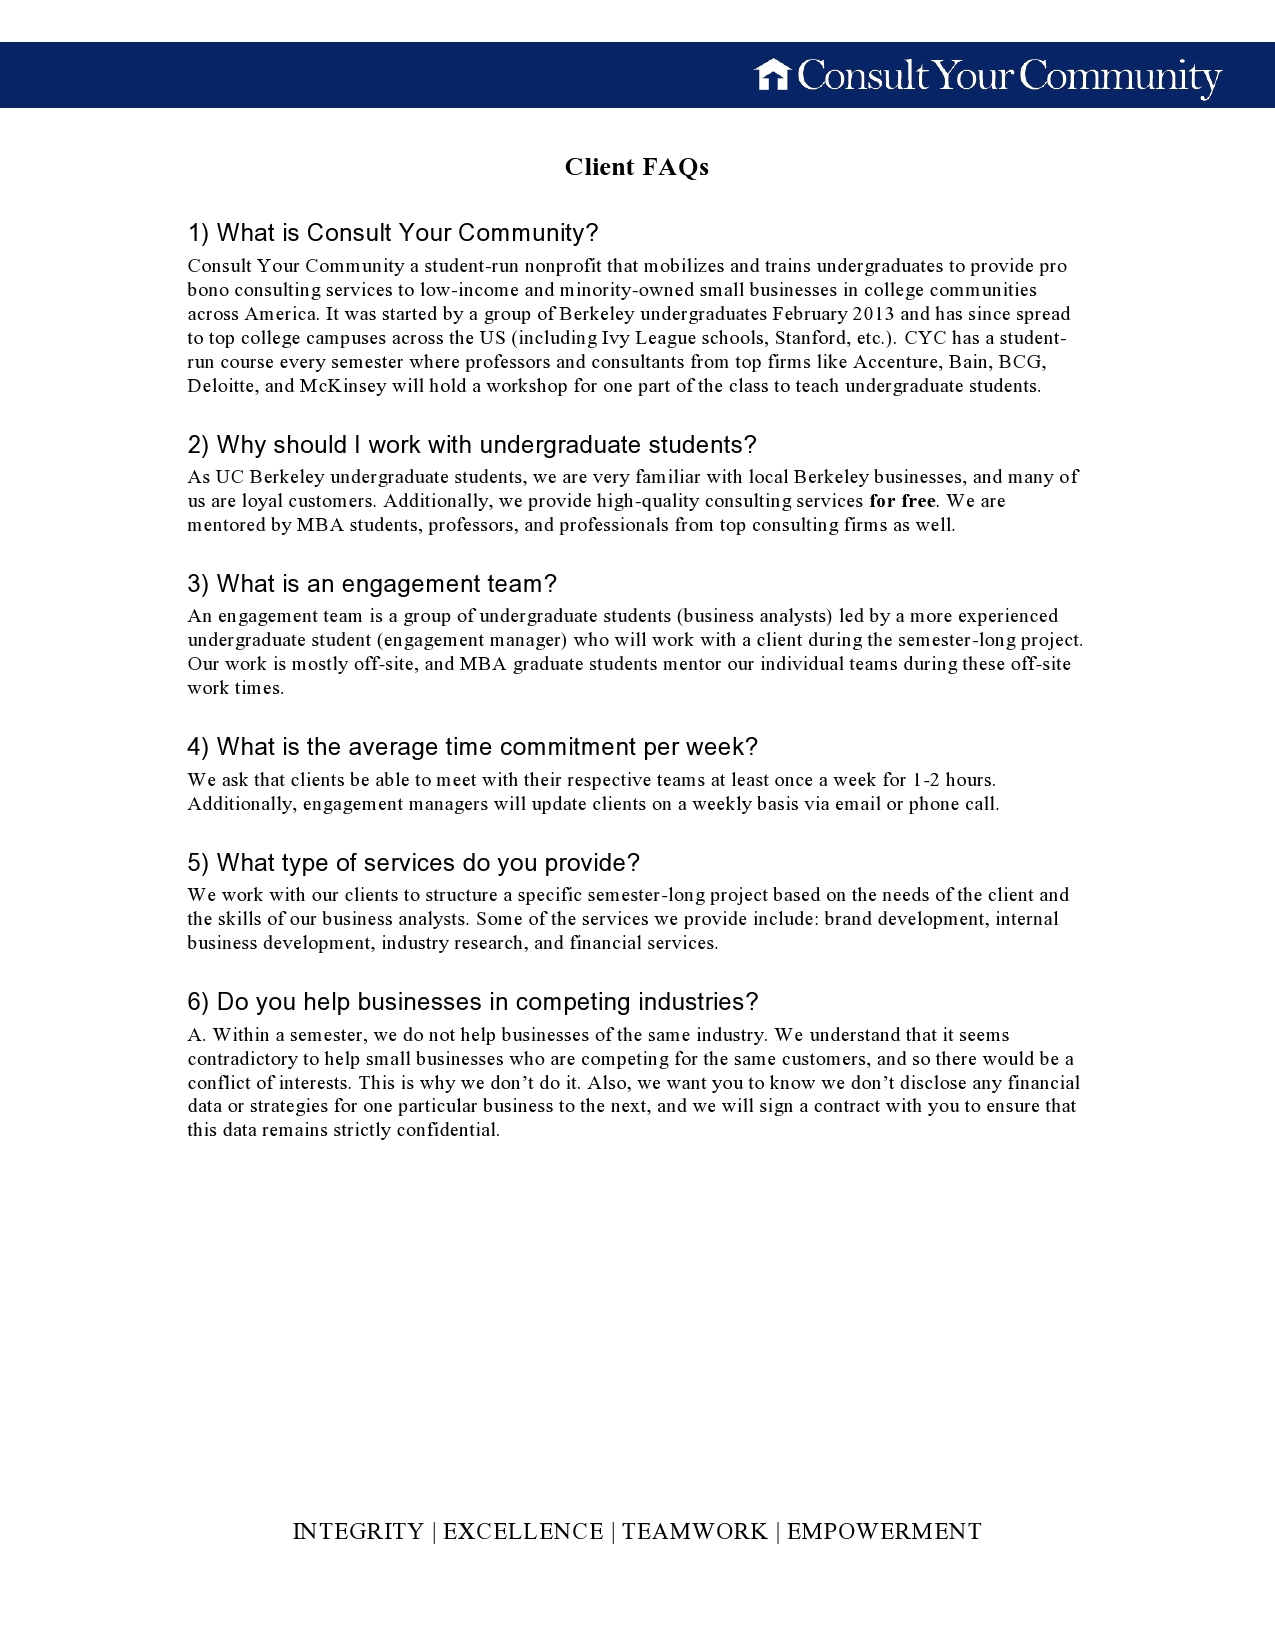 Consult Your Community
Client FAQs
1) What is Consult Your Community?
Consult Your Community a student-run nonprofit that mobilizes and trains undergraduates to provide pro
bono consulting services to low-income and minority-owned small businesses in college communities
across America. It was started by a group of Berkeley undergraduates February 2013 and has since spread
to top college campuses across the US (including Ivy League schools, Stanford, etc.). CYC has a student-
run course every semester where professors and consultants from top firms like Accenture, Bain, BCG,
Deloitte, and McKinsey will hold a workshop for one part of the class to teach undergraduate students.
2) Why should I work with undergraduate students?
As UC Berkeley undergraduate students, we are very familiar with local Berkeley businesses, and many of
us are loyal customers. Additionally, we provide high-quality consulting services for free. We are
mentored by MBA students, professors, and professionals from top consulting firms as well.
3) What is an engagement team?
An engagement team is a group of undergraduate students (business analysts) led by a more experienced
undergraduate student (engagement manager) who will work with a client during the semester-long project.
Our work is mostly off-site, and MBA graduate students mentor our individual teams during these off-site
work times.
4) What is the average time commitment per week?
We ask that clients be able to meet with their respective teams at least once a week for 1-2 hours.
Additionally, engagement managers will update clients on a weekly basis via email or phone call.
5) What type of services do you provide?
We work with our clients to structure a specific semester-long project based on the needs of the client and
the skills of our business analysts. Some of the services we provide include: brand development, internal
business development, industry research, and financial services.
6) Do you help businesses in competing industries?
A. Within a semester, we do not help businesses of the same industry. We understand that it seems
contradictory to help small businesses who are competing for the same customers, and so there would be a
conflict of interests. This is why we don’t do it. Also, we want you to know we don’t disclose any financial
data or strategies for one particular business to the next, and we will sign a contract with you to ensure that
this data remains strictly confidential.
INTEGRITY | EXCELLENCE | TEAMWORK | EMPOWERMENT